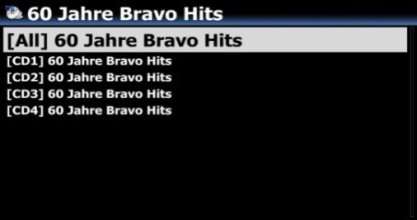 60 Jahre Bravo Hits
[All] 60 Jahre Bravo Hits
[CD1] 60 Jahre Bravo Hits
[CD2] 60 Jahre Bravo Hits
[CD3] 60 Jahre Bravo Hits
[CD4] 60 Jahre Bravo Hits